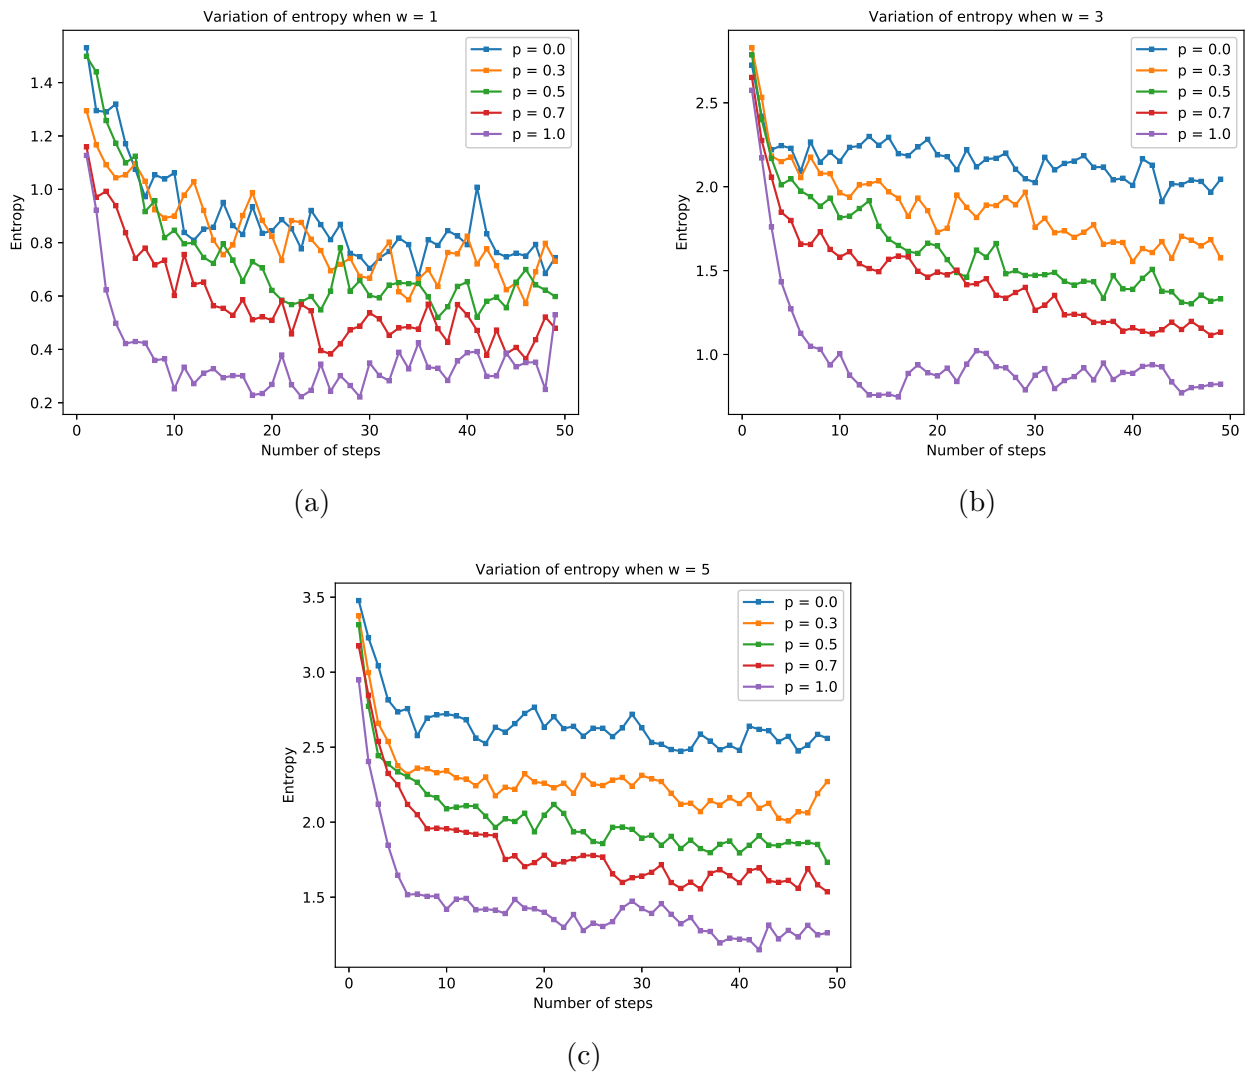 Variation of entropy when w = 1
Entropy
1.4
1.2
1.0
0.8
0.6
0.4
0.2
0 10 20 30 40 50
Number of steps
p = 0.0
p = 0.3
p = 0.5
p = 0.7
p = 1.0
(a)
Variation of entropy when w = 3
Entropy
2.5
2.0
1.5
1.0
0 10 20 30 40 50
Number of steps
p = 0.0
p = 0.3
p = 0.5
p = 0.7
p = 1.0
(b)
Variation of entropy when w = 5
Entropy
3.5
3.0
2.5
2.0
1.5
0 10 20 30 40 50
Number of steps
p = 0.0
p = 0.3
p = 0.5
p = 0.7
p = 1.0
(c)